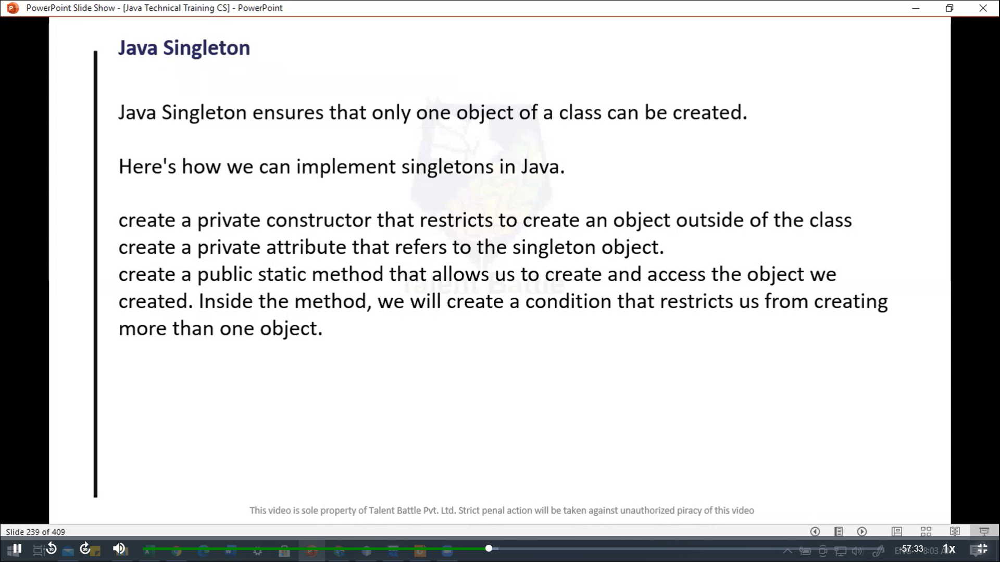 PowerPoint Slide Show - [Java Technical Training CS] - PowerPoint
Java Singleton
Java Singleton ensures that only one object of a class can be created.
Here's how we can implement singletons in Java.
create a private constructor that restricts to create an object outside of the class
create a private attribute that refers to the singleton object.
create a public static method that allows us to create and access the object we
created. Inside the method, we will create a condition that restricts us from creating
more than one object.
Talent Battle
This video is sole property of Talent Battle Pvt. Ltd. Strict penal action will be taken against unauthorized piracy of this video
Slide 239 of 409
10
30
-57:33
1x